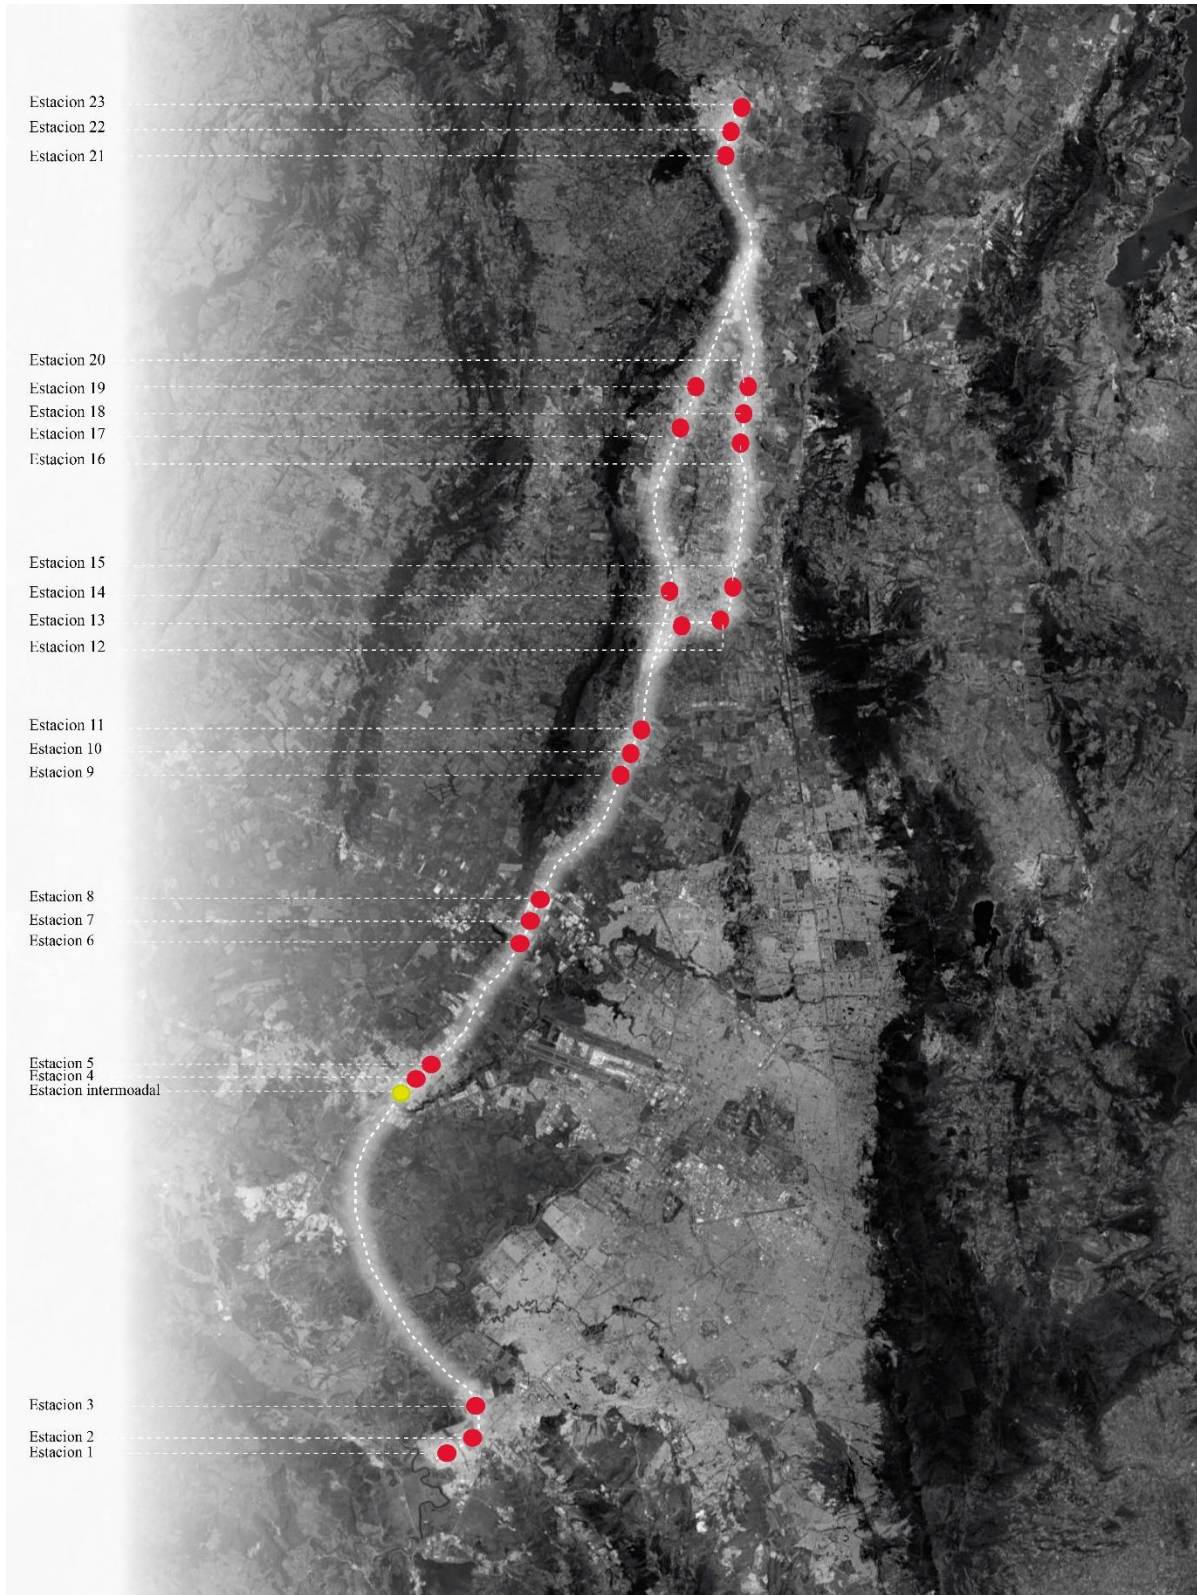 Estacion 23
Estacion 22
Estacion 21
Estacion 20
Estacion 19
Estacion 18
Estacion 17
Estacion 16
Estacion 15
Estacion 14
Estacion 13
Estacion 12
Estacion 11
Estacion 10
Estacion 9
Estacion 8
Estacion 7
Estacion 6
Estacion 5
Estacion 4
Estacion intermoadal
Estacion 3
Estacion 2
Estacion 1